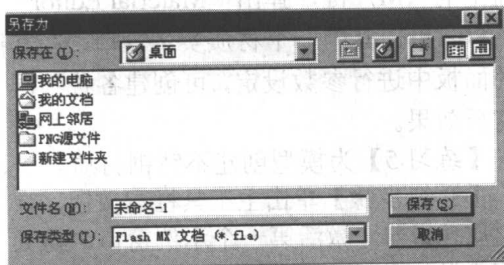 另存为
保存在(I): 桌面
我的电脑
我的文档
网上邻居
PNG源文件
新建文件夹
文件名(N): 未命名-1 保存(S)
保存类型(T): Flash MX 文档 (*.fla) 取消